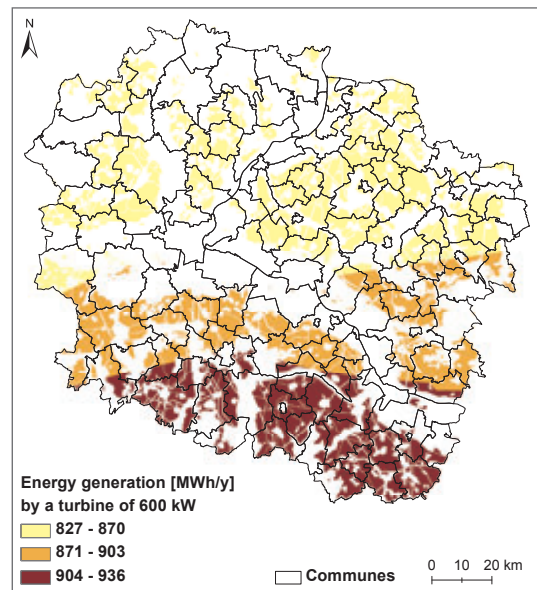 N
Energy generation [MWh/y]
by a turbine of 600 kW
827 - 870
871 - 903
904 - 936
Communes
0 10 20 km